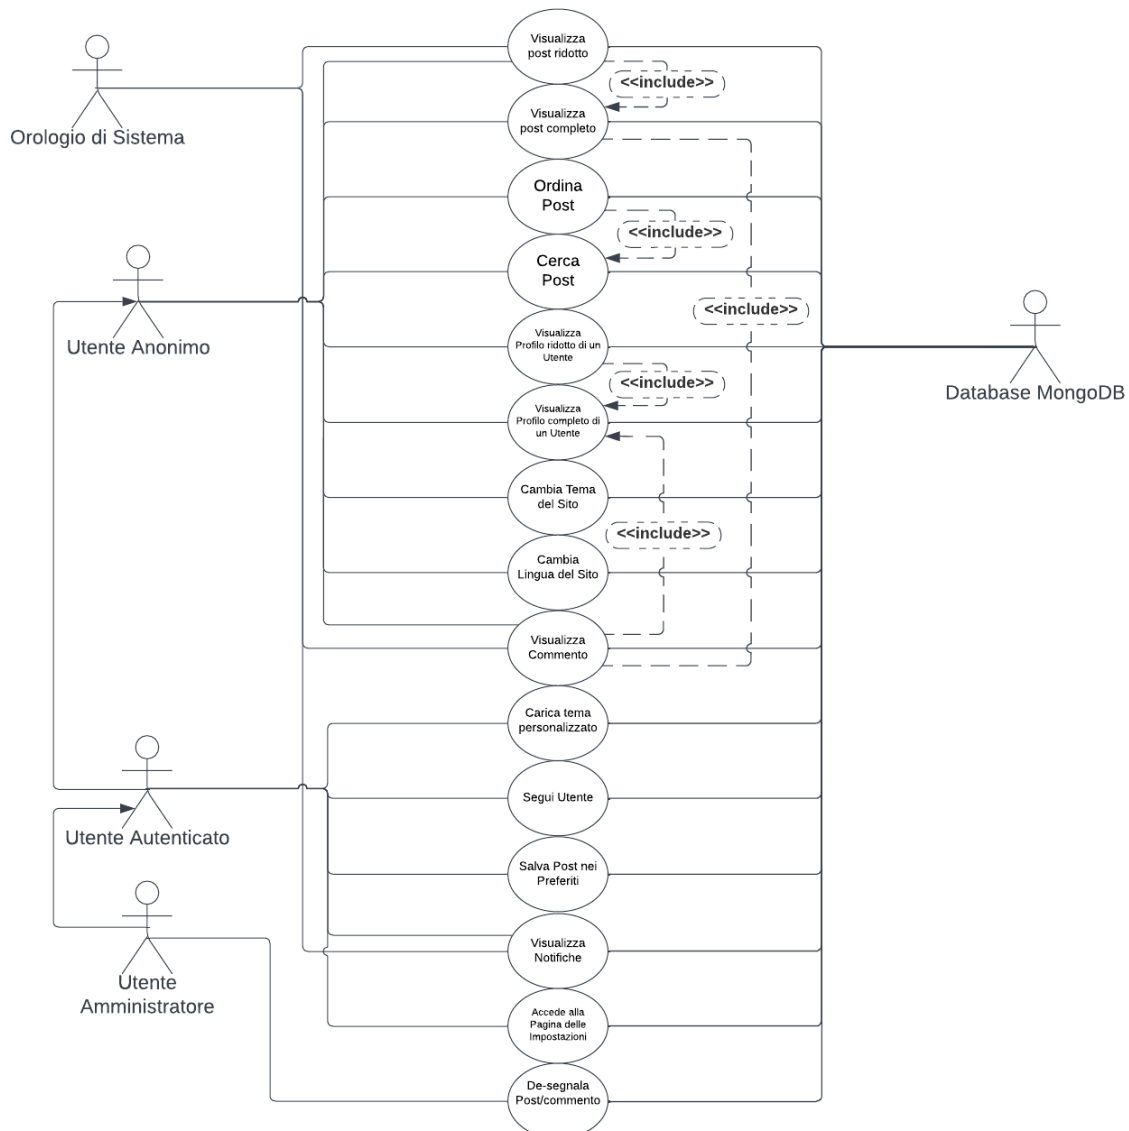 Visualizza
post ridotto
<<include>>
Orologio di Sistema
Visualizza
post completo
Ordina
Post
<<include>>
Cerca
Post
<<include>>
Utente Anonimo
Visualizza
Profilo ridotto di un
Utente
<<include>>
Database MongoDB
Visualizza
Profilo completo di
un Utente
Cambia Tema
del Sito
<<include>>
Cambia
Lingua del Sito
Visualizza
Commento
Carica tema
personalizzato
Segui Utente
Utente Autenticato
Salva Post nei
Preferiti
Visualizza
Notifiche
Utente
Amministratore
Accede alla
Pagina delle
Impostazioni
De-segnala
Post/commento